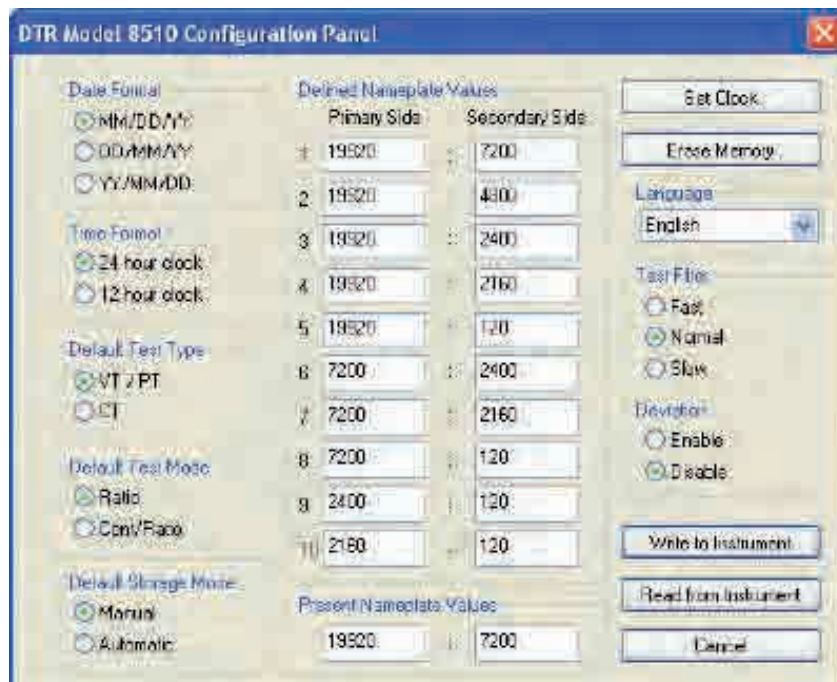 DTR Model 8510 Configuration Panel
Date Format
MM/DD/YY
DD/MM/YY
YY/MM/DD
Time Format
24 hour clock
12 hour clock
Default Test Type
VT / PT
CT
Default Test Mode
Ratio
Default Storage Mode
Manual
Automatic
Defined Nameplate Values
Primary Side Secondary Side
1 19920 : 7200
2 19920 : 4800
3 19920 : 2400
4 19920 : 2160
5 19920 : 120
6 7200 : 2400
7 7200 : 2160
8 7200 : 120
9 2400 : 120
10 2160 : 120
Present Nameplate Values
19920 : 7200
Set Clock
Erase Memory
Language
English
Test Filter
Fast
Normal
Slow
Deviation
Enable
Disable
Write to Instrument
Read from Instrument
Cancel